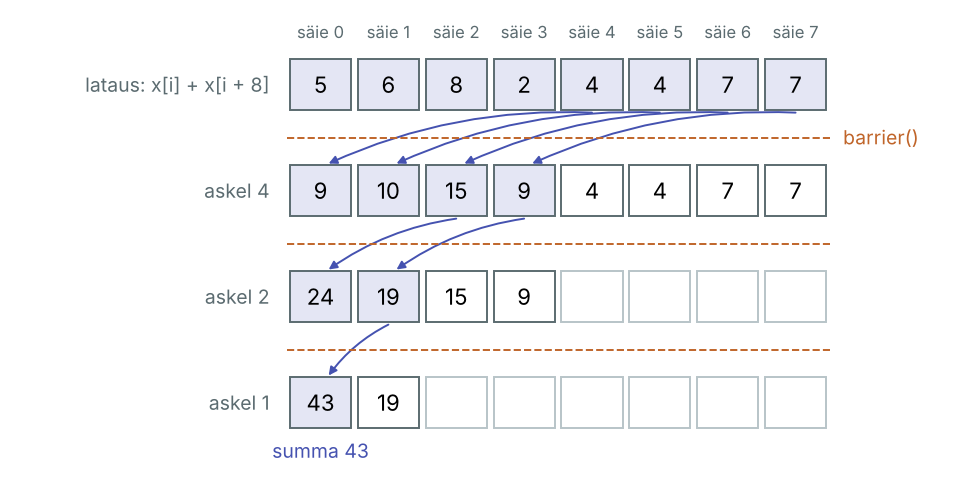 säie 0 säie 1 säie 2 säie 3 säie 4 säie 5 säie 6 säie 7
lataus: x[i] + x[i + 8] 5 6 8 2 4 4 7 7
barrier()
askel 4 9 10 15 9 4 4 7 7
askel 2 24 19 15 9
askel 1 43 19
summa 43